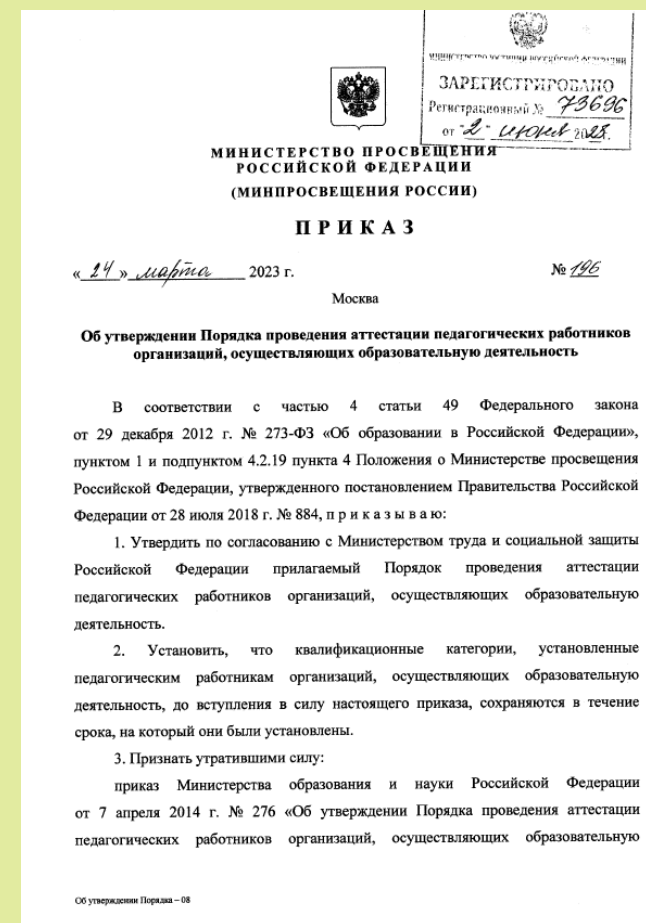 МИНИСТЕРСТВО ЮСТИЦИИ РОССИЙСКОЙ ФЕДЕРАЦИИ
ЗАРЕГИСТРИРОВАНО
Регистрационный № 73696
от "2" июня 2023.
МИНИСТЕРСТВО ПРОСВЕЩЕНИЯ
РОССИЙСКОЙ ФЕДЕРАЦИИ
(МИНПРОСВЕЩЕНИЯ РОССИИ)
ПРИКАЗ
« 24 » марта 2023 г.
№ 196
Москва
Об утверждении Порядка проведения аттестации педагогических работников
организаций, осуществляющих образовательную деятельность
В соответствии с частью 4 статьи 49 Федерального закона
от 29 декабря 2012 г. № 273-ФЗ «Об образовании в Российской Федерации»,
пунктом 1 и подпунктом 4.2.19 пункта 4 Положения о Министерстве просвещения
Российской Федерации, утвержденного постановлением Правительства Российской
Федерации от 28 июля 2018 г. № 884, п р и к а з ы в а ю:
1. Утвердить по согласованию с Министерством труда и социальной защиты
Российской Федерации прилагаемый Порядок проведения аттестации
педагогических работников организаций, осуществляющих образовательную
деятельность.
2. Установить, что квалификационные категории, установленные
педагогическим работникам организаций, осуществляющих образовательную
деятельность, до вступления в силу настоящего приказа, сохраняются в течение
срока, на который они были установлены.
3. Признать утратившими силу:
приказ Министерства образования и науки Российской Федерации
от 7 апреля 2014 г. № 276 «Об утверждении Порядка проведения аттестации
педагогических работников организаций, осуществляющих образовательную
Об утверждении Порядка – 08